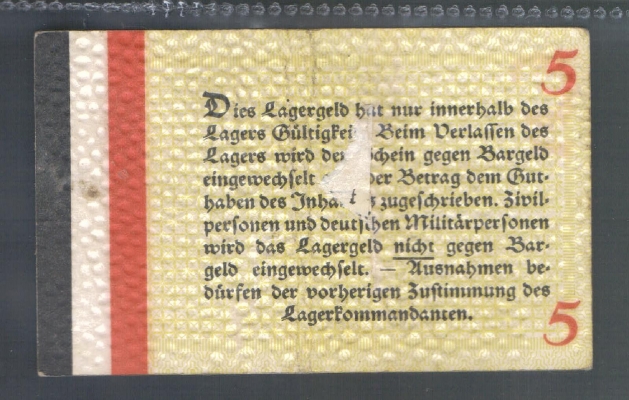 5
Dies Lagergeld hat nur innerhalb des
Lagers Gültigkei Beim Verlassen des
Lagers wird der schein gegen Bargeld
eingewechselt der Betrag dem Gut-
haben des Inha t s zugeschrieben. Zivil-
personen und deutschen Militärpersonen
wird das Lagergeld nicht gegen Bar-
geld eingewechselt. — Ausnahmen be-
dürfen der vorherigen Zustimmung des
Lagerkommandanten.
5